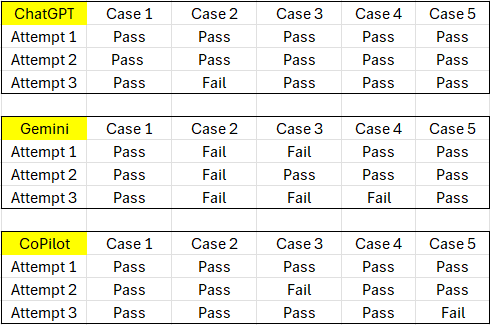 ChatGPT Case 1 Case 2 Case 3 Case 4 Case 5
Attempt 1 Pass Pass Pass Pass Pass
Attempt 2 Pass Pass Pass Pass Pass
Attempt 3 Pass Fail Pass Pass Pass
Gemini Case 1 Case 2 Case 3 Case 4 Case 5
Attempt 1 Pass Fail Fail Pass Pass
Attempt 2 Pass Fail Pass Pass Pass
Attempt 3 Pass Fail Fail Fail Pass
CoPilot Case 1 Case 2 Case 3 Case 4 Case 5
Attempt 1 Pass Pass Pass Pass Pass
Attempt 2 Pass Pass Fail Pass Pass
Attempt 3 Pass Pass Pass Pass Fail